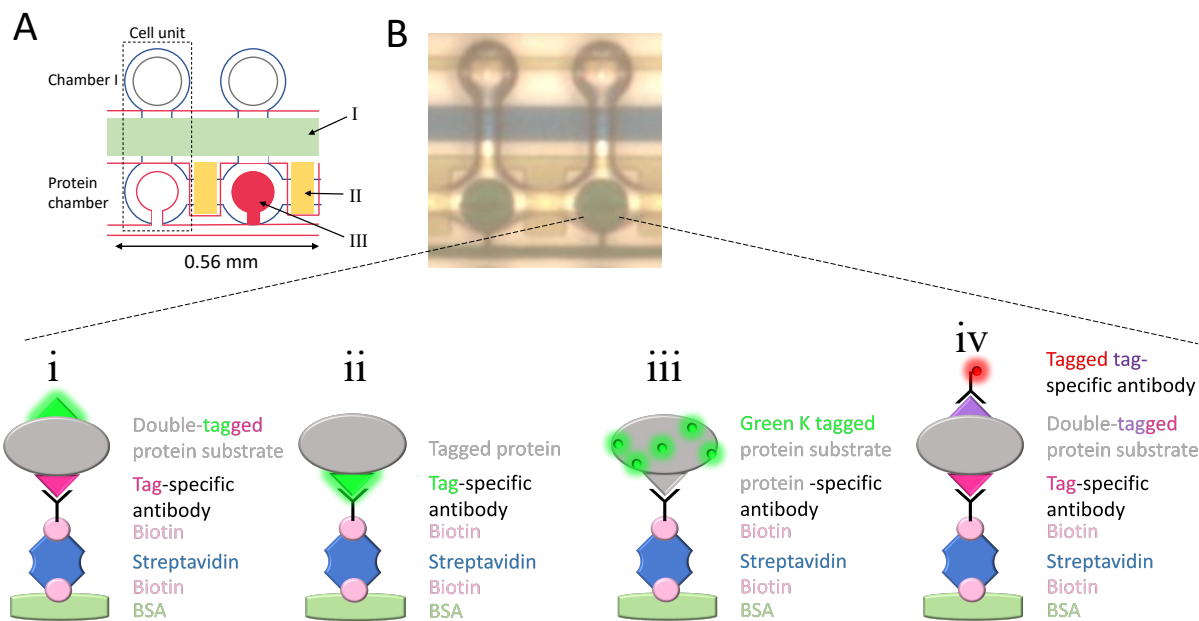 A
B
Cell unit
Chamber I
I
Protein
chamber
II
III
0.56 mm
i
Double-tagged
protein substrate
Tag-specific
antibody
Biotin
Streptavidin
Biotin
BSA
ii
Tagged protein
Tag-specific
antibody
Biotin
Streptavidin
Biotin
BSA
iii
Green K tagged
protein substrate
protein -specific
antibody
Biotin
Streptavidin
Biotin
BSA
iv
Tagged tag-
specific antibody
Double-tagged
protein substrate
Tag-specific
antibody
Biotin
Streptavidin
Biotin
BSA